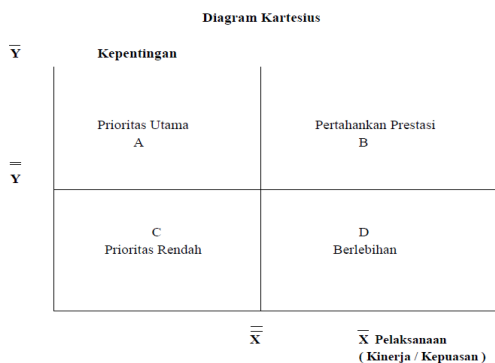 Diagram Kartesius
Y̅ Kepentingan
Prioritas Utama Pertahankan Prestasi
A B
Y̿
C D
Prioritas Rendah Berlebihan
X̿ X̅ Pelaksanaan
( Kinerja / Kepuasan )